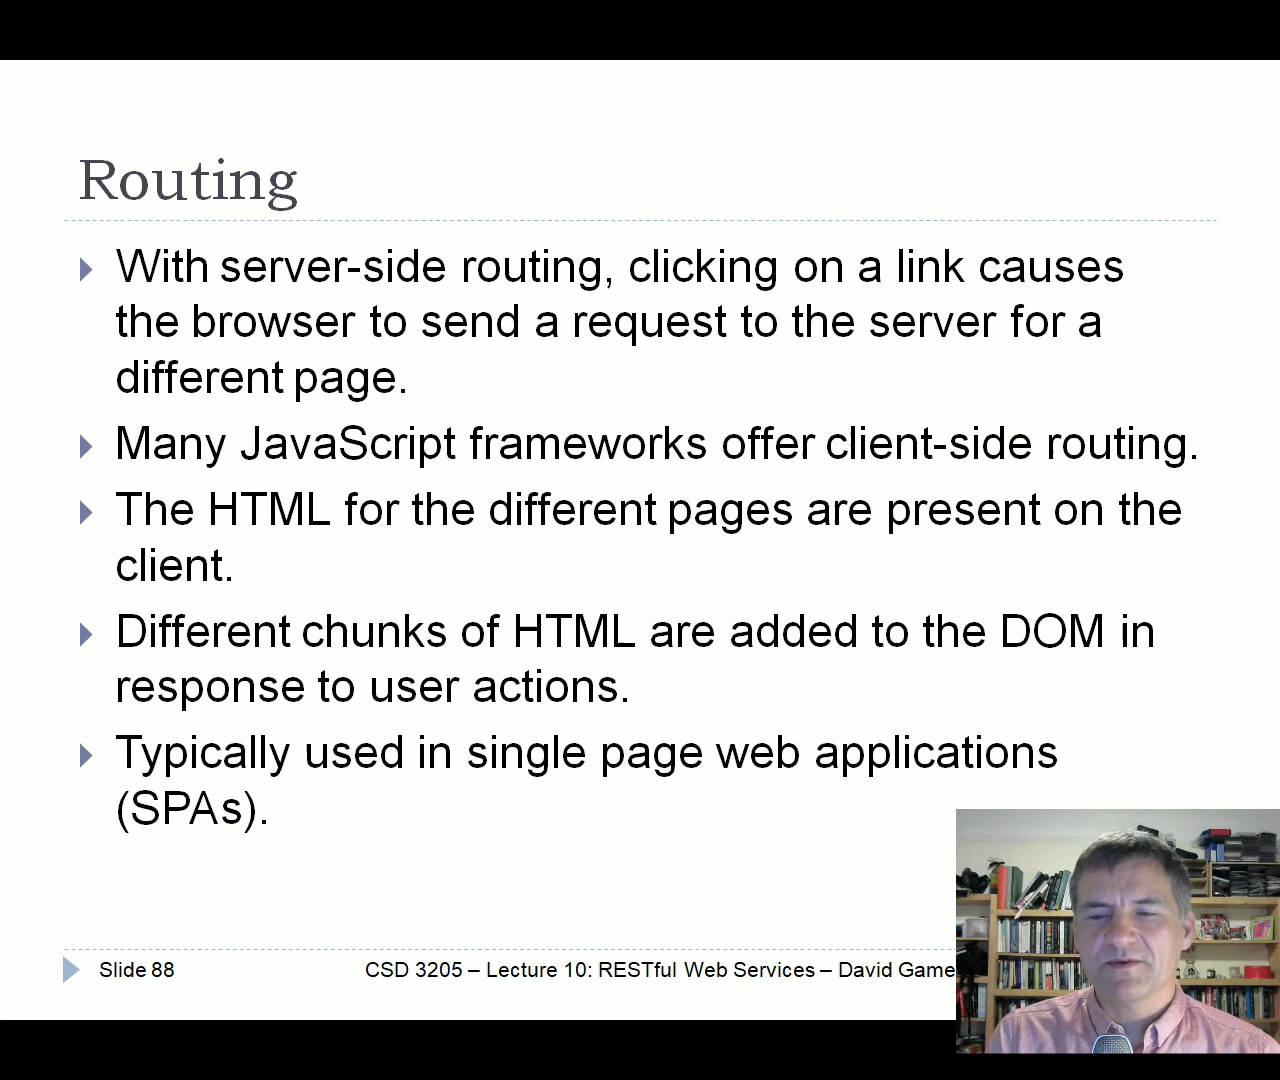 Routing
With server-side routing, clicking on a link causes
the browser to send a request to the server for a
different page.
Many JavaScript frameworks offer client-side routing.
The HTML for the different pages are present on the
client.
Different chunks of HTML are added to the DOM in
response to user actions.
Typically used in single page web applications
(SPAs).
Slide 88
CSD 3205 – Lecture 10: RESTful Web Services – David Game